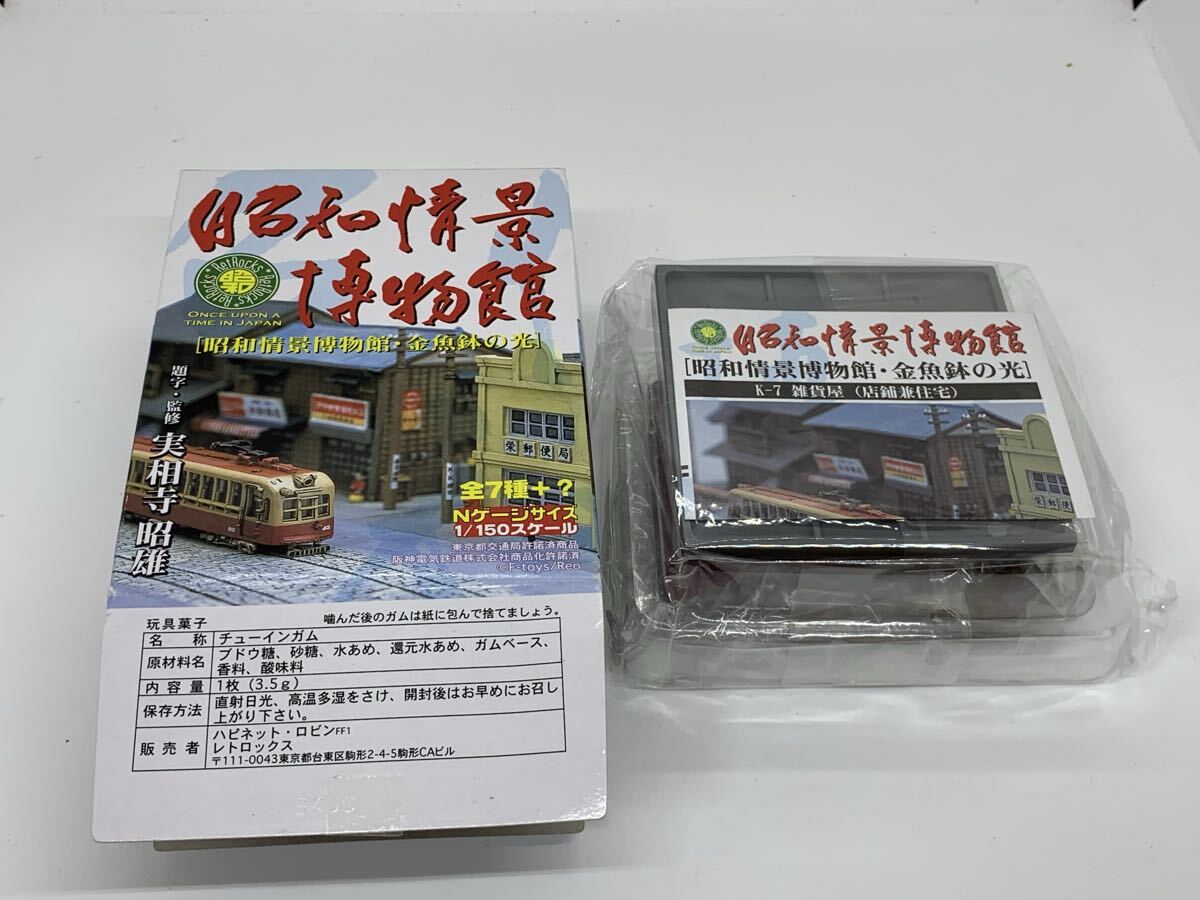 昭和情景
博物館
RetRocks RetRocks RetRocks
昭和
ONCE UPON A
TIME IN JAPAN
[昭和情景博物館・金魚鉢の光]
題字・監修 実相寺昭雄
栄郵便局
全7種+?
Nゲージサイズ
1/150スケール
東京都交通局許諾済商品
阪神電気鉄道株式会社商品化許諾済
©F-toys/Reo
玩具菓子
噛んだ後のガムは紙に包んで捨てましょう。
名 称 チューインガム
原材料名 ブドウ糖、砂糖、水あめ、還元水あめ、ガムベース、
香料、酸味料
内容量 1枚(3.5g)
保存方法 直射日光、高温多湿をさけ、開封後はお早めにお召し
上がり下さい。
販売者 ハピネット・ロビンFF1
レトロックス
〒111-0043東京都台東区駒形2-4-5駒形CAビル
昭和情景博物館
ONCE UPON A
TIME IN JAPAN
[昭和情景博物館・金魚鉢の光]
K-7 雑貨屋(店鋪兼住宅)
栄郵便